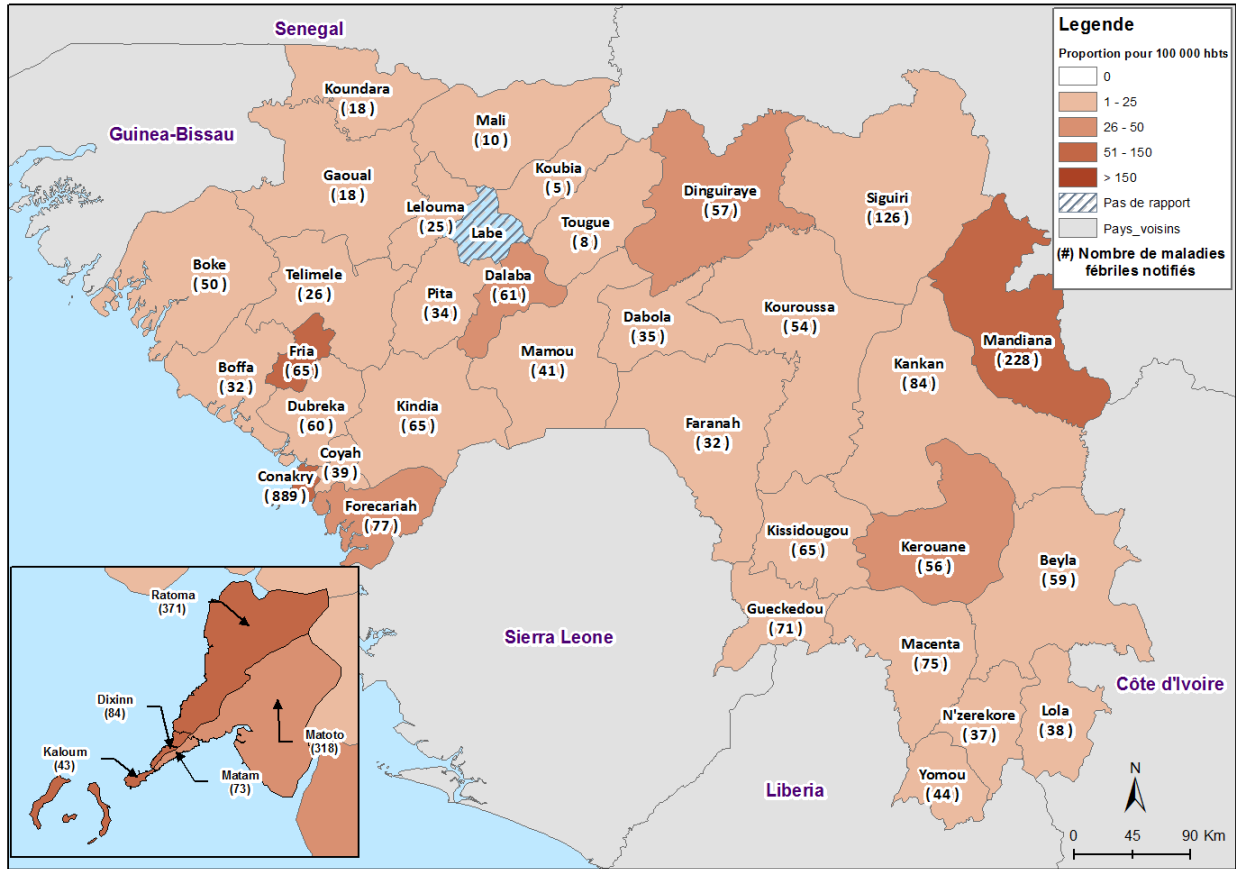 Senegal
Legende
Proportion pour 100 000 hbts
0
1 - 25
26 - 50
51 - 150
> 150
Pas de rapport
Pays_voisins
(#) Nombre de maladies
fébriles notifiés
Koundara
( 18 )
Mali
( 10 )
Guinea-Bissau
Gaoual
( 18 )
Koubia
( 5 )
Dinguiraye
( 57 )
Siguiri
( 126 )
Lelouma
( 25 )
Labe
Tougue
( 8 )
Boke
( 50 )
Telimele
( 26 )
Pita
( 34 )
Dalaba
( 61 )
Dabola
( 35 )
Kouroussa
( 54 )
Mandiana
( 228 )
Fria
( 65 )
Boffa
( 32 )
Mamou
( 41 )
Kankan
( 84 )
Dubreka
( 60 )
Kindia
( 65 )
Faranah
( 32 )
Coyah
( 39 )
Conakry
( 889 )
Forecariah
( 77 )
Kissidougou
( 65 )
Kerouane
( 56 )
Beyla
( 59 )
Gueckedou
( 71 )
Sierra Leone
Macenta
( 75 )
Côte d'Ivoire
N'zerekore
( 37 )
Lola
( 38 )
Yomou
( 44 )
Liberia
Ratoma
(371)
Dixinn
(84)
Kaloum
(43)
Matoto
(318)
Matam
(73)
N
0 45 90 Km